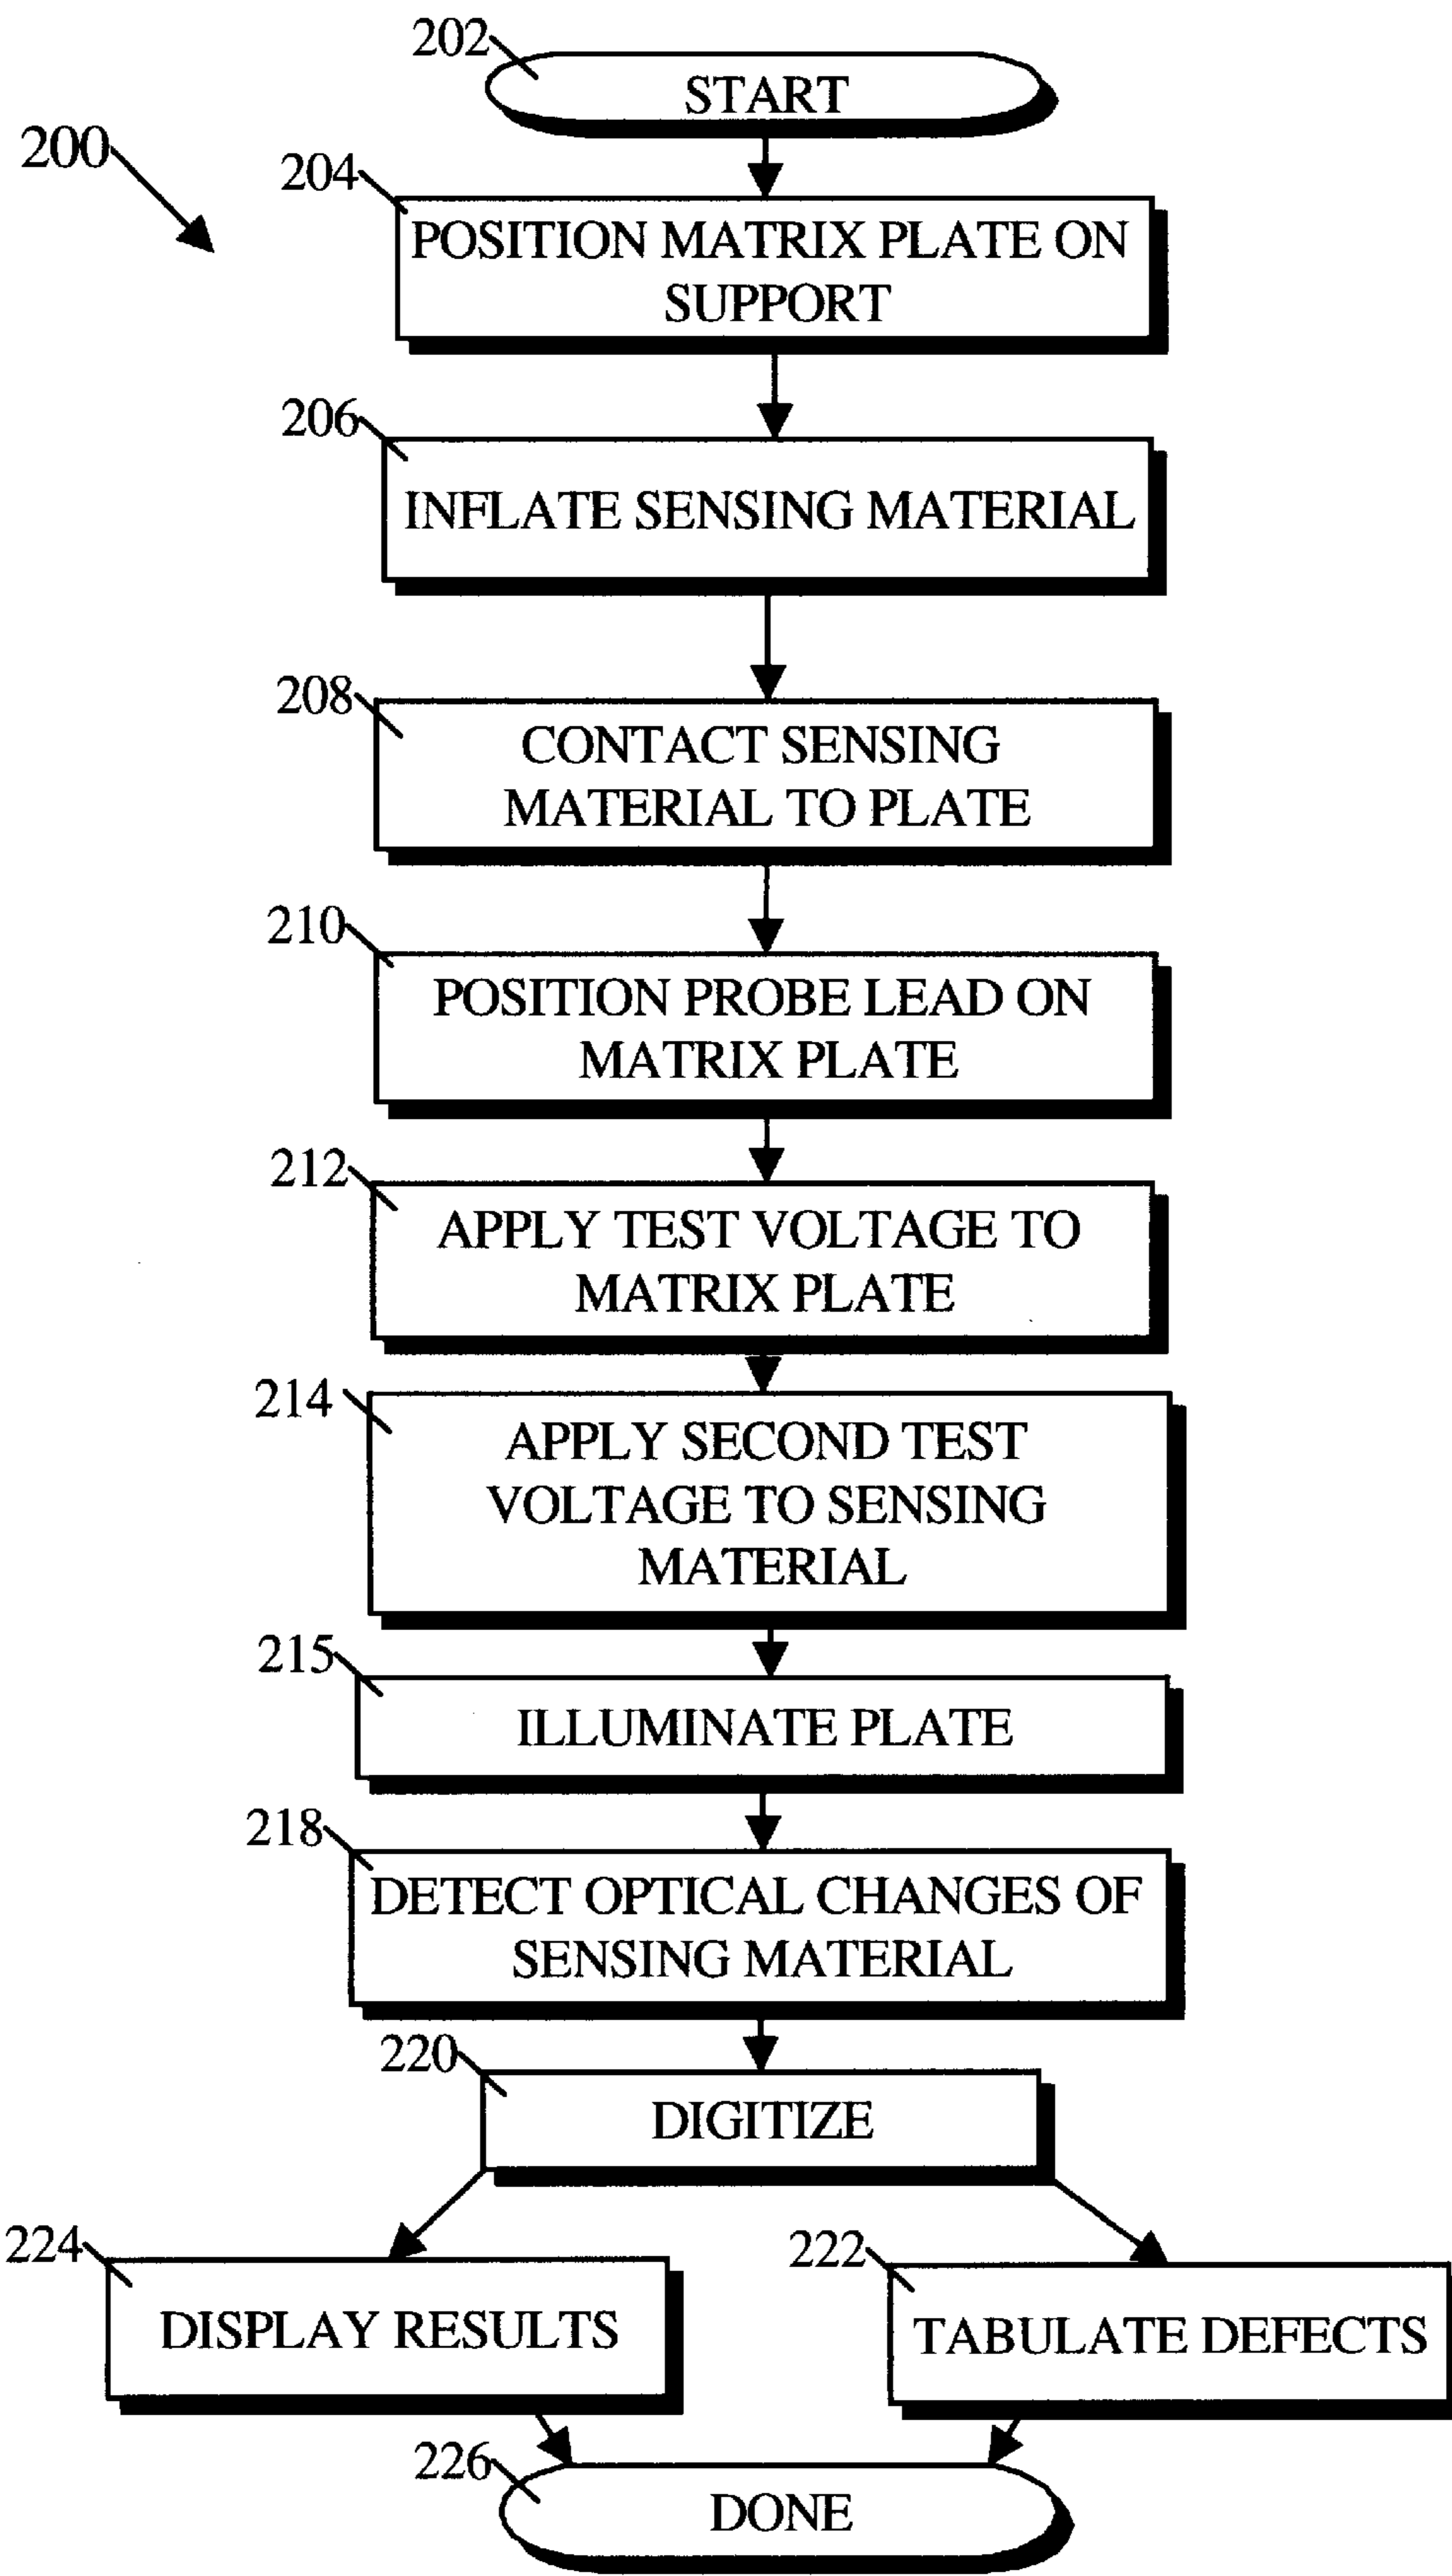 202
START
200
204
POSITION MATRIX PLATE ON
SUPPORT
206
INFLATE SENSING MATERIAL
208
CONTACT SENSING
MATERIAL TO PLATE
210
POSITION PROBE LEAD ON
MATRIX PLATE
212
APPLY TEST VOLTAGE TO
MATRIX PLATE
214
APPLY SECOND TEST
VOLTAGE TO SENSING
MATERIAL
215
ILLUMINATE PLATE
218
DETECT OPTICAL CHANGES OF
SENSING MATERIAL
220
DIGITIZE
224
DISPLAY RESULTS
222
TABULATE DEFECTS
226
DONE